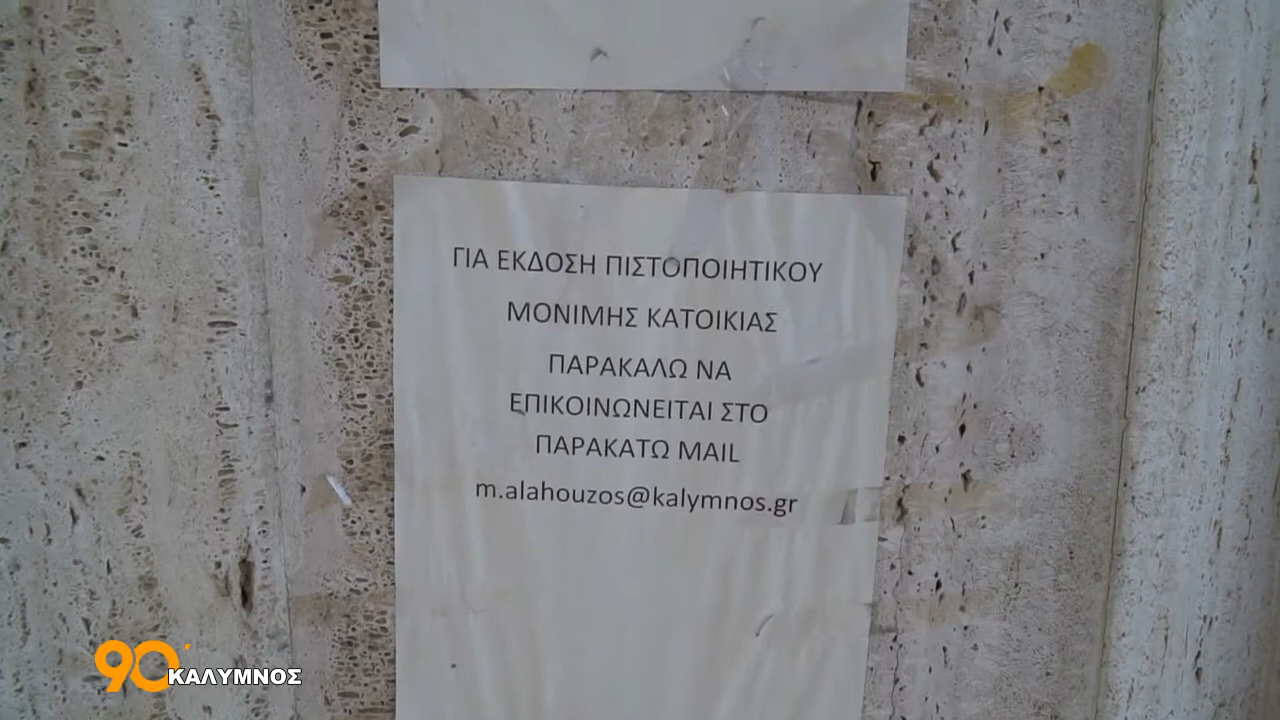 ΓΙΑ ΕΚΔΟΣΗ ΠΙΣΤΟΠΟΙΗΤΙΚΟΥ
ΜΟΝΙΜΗΣ ΚΑΤΟΙΚΙΑΣ
ΠΑΡΑΚΑΛΩ ΝΑ
ΕΠΙΚΟΙΝΩΝΕΙΤΑΙ ΣΤΟ
ΠΑΡΑΚΑΤΩ MAIL
m.alahouzos@kalymnos.gr
90΄ ΚΑΛΥΜΝΟΣ